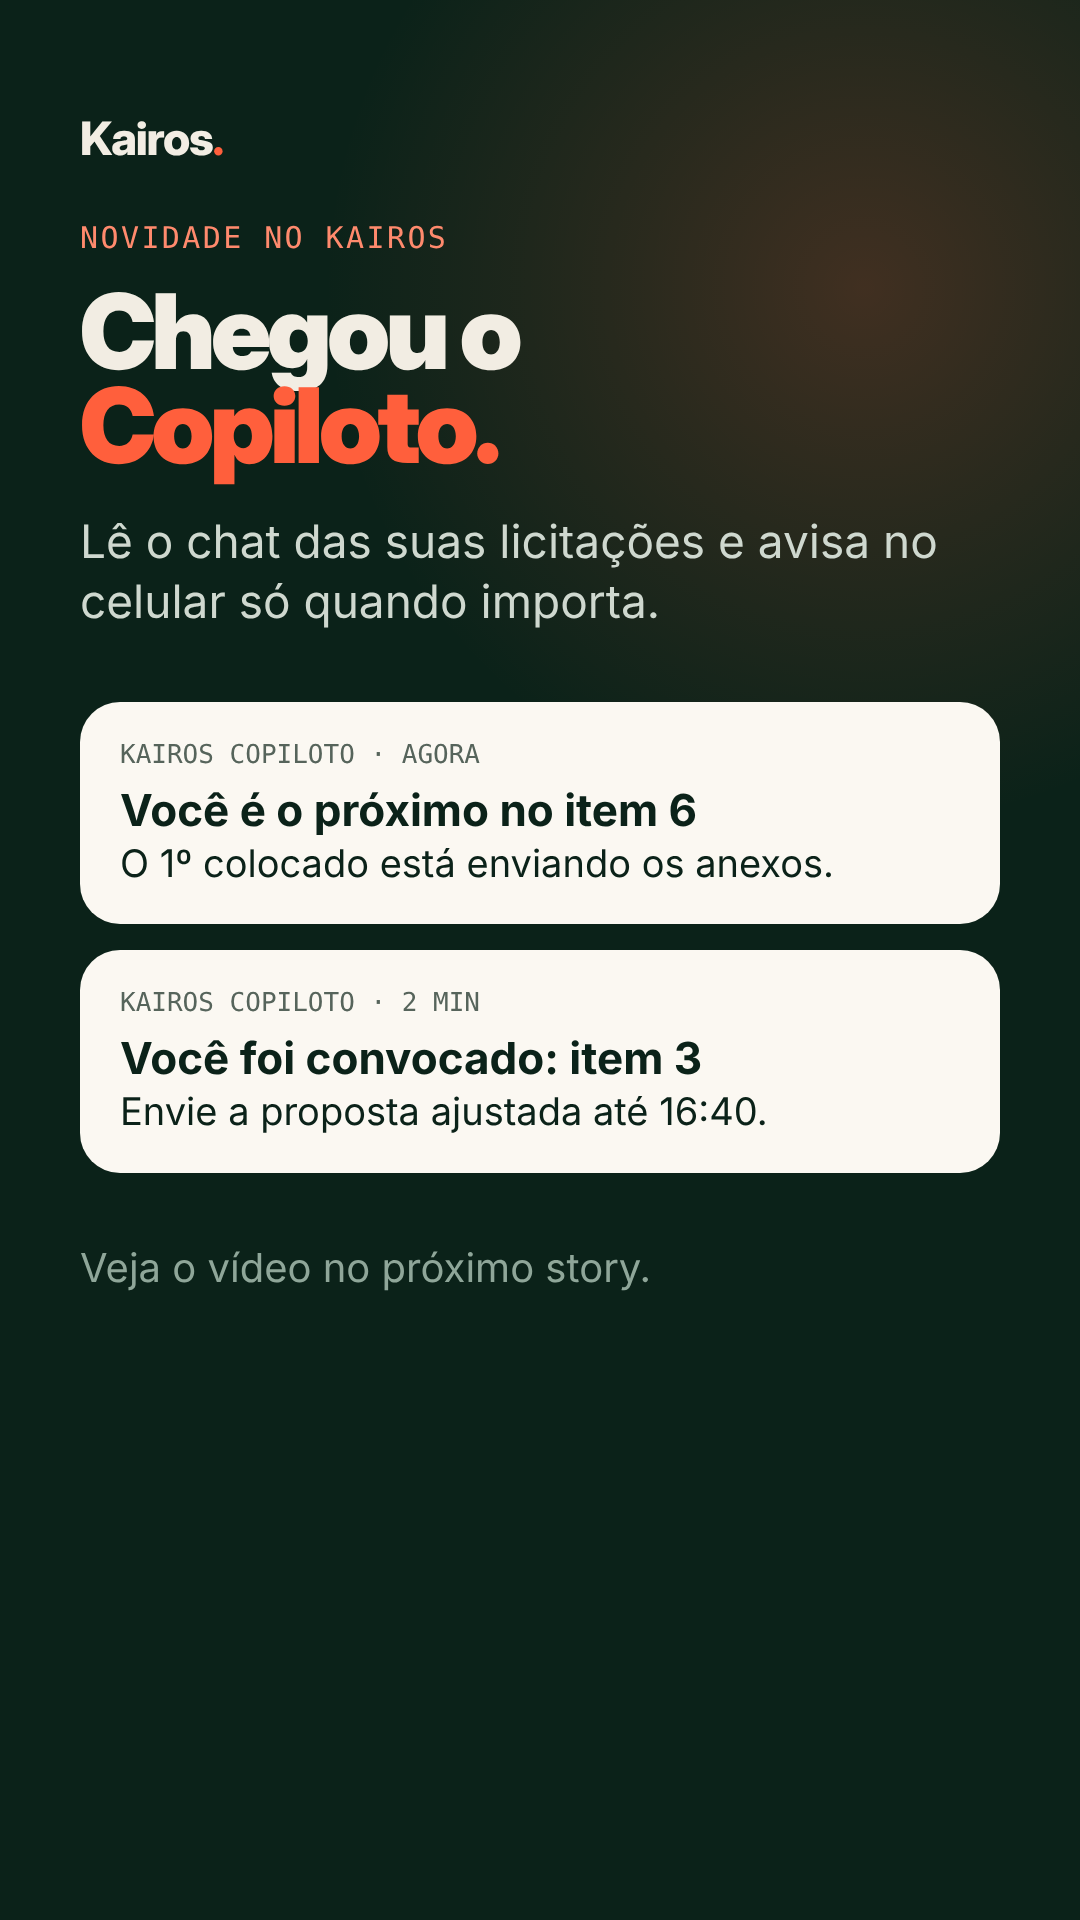 Kairos.
NOVIDADE NO KAIROS
Chegou o
Copiloto.
Lê o chat das suas licitações e avisa no
celular só quando importa.
KAIROS COPILOTO · AGORA
Você é o próximo no item 6
O 1º colocado está enviando os anexos.
KAIROS COPILOTO · 2 MIN
Você foi convocado: item 3
Envie a proposta ajustada até 16:40.
Veja o vídeo no próximo story.